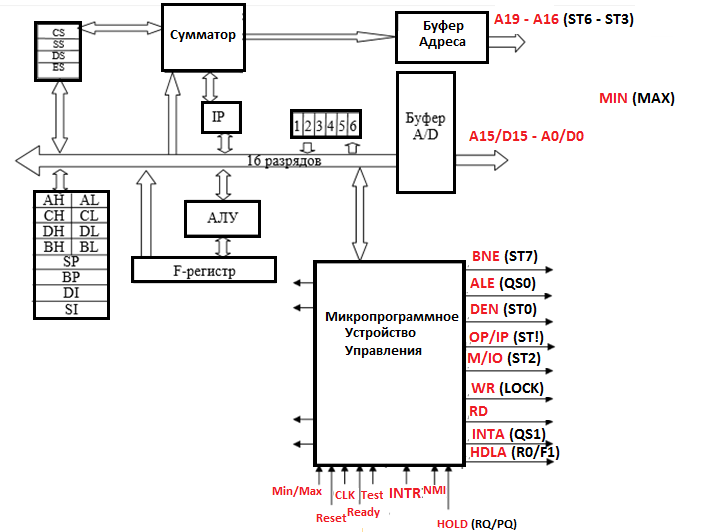 CS
SS
DS
ES
Сумматор
Буфер
Адреса
A19 - A16 (ST6 - ST3)
MIN (MAX)
IP
1 2 3 4 5 6
Буфер
A/D
A15/D15 - A0/D0
16 разрядов
AH AL
CH CL
DH DL
BH BL
SP
BP
DI
SI
АЛУ
F-регистр
Микропрограммное
Устройство
Управления
BNE (ST7)
ALE (QS0)
DEN (ST0)
OP/IP (ST!)
M/IO (ST2)
WR (LOCK)
RD
INTA (QS1)
HDLA (R0/F1)
Min/Max
Reset
CLK
Ready
Test
INTR
NMI
HOLD (RQ/PQ)